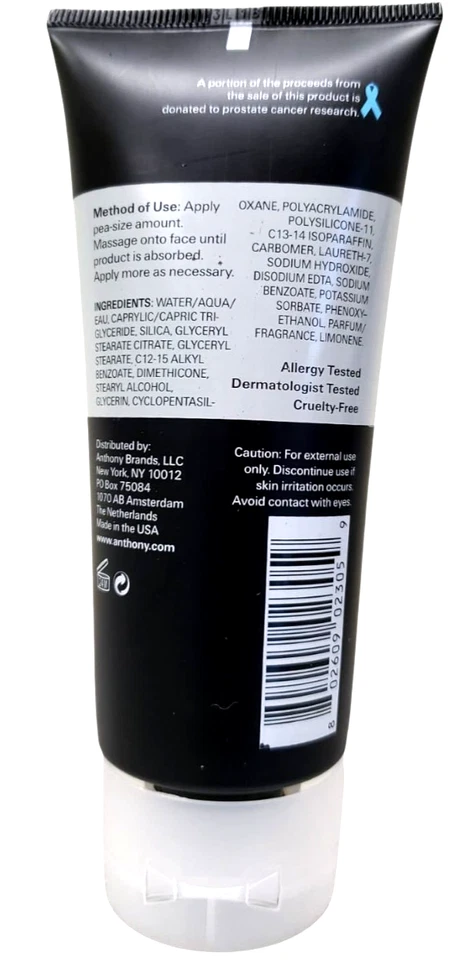 A portion of the proceeds from
the sale of this product is
donated to prostate cancer research.
Method of Use: Apply
pea-size amount.
Massage onto face until
product is absorbed.
Apply more as necessary.
INGREDIENTS: WATER/AQUA/
EAU, CAPRYLIC/CAPRIC TRI-
GLYCERIDE, SILICA, GLYCERYL
STEARATE CITRATE, GLYCERYL
STEARATE, C12-15 ALKYL
BENZOATE, DIMETHICONE,
STEARYL ALCOHOL,
GLYCERIN, CYCLOPENTASIL-
OXANE, POLYACRYLAMIDE,
POLYSILICONE-11,
C13-14 ISOPARAFFIN,
CARBOMER, LAURETH-7,
SODIUM HYDROXIDE,
DISODIUM EDTA, SODIUM
BENZOATE, POTASSIUM
SORBATE, PHENOXY-
ETHANOL, PARFUM/
FRAGRANCE, LIMONENE.
Allergy Tested
Dermatologist Tested
Cruelty-Free
Distributed by:
Anthony Brands, LLC
New York, NY 10012
PO Box 75084
1070 AB Amsterdam
The Netherlands
Made in the USA
www.anthony.com
Caution: For external use
only. Discontinue use if
skin irritation occurs.
Avoid contact with eyes.
8 02609 02305 9